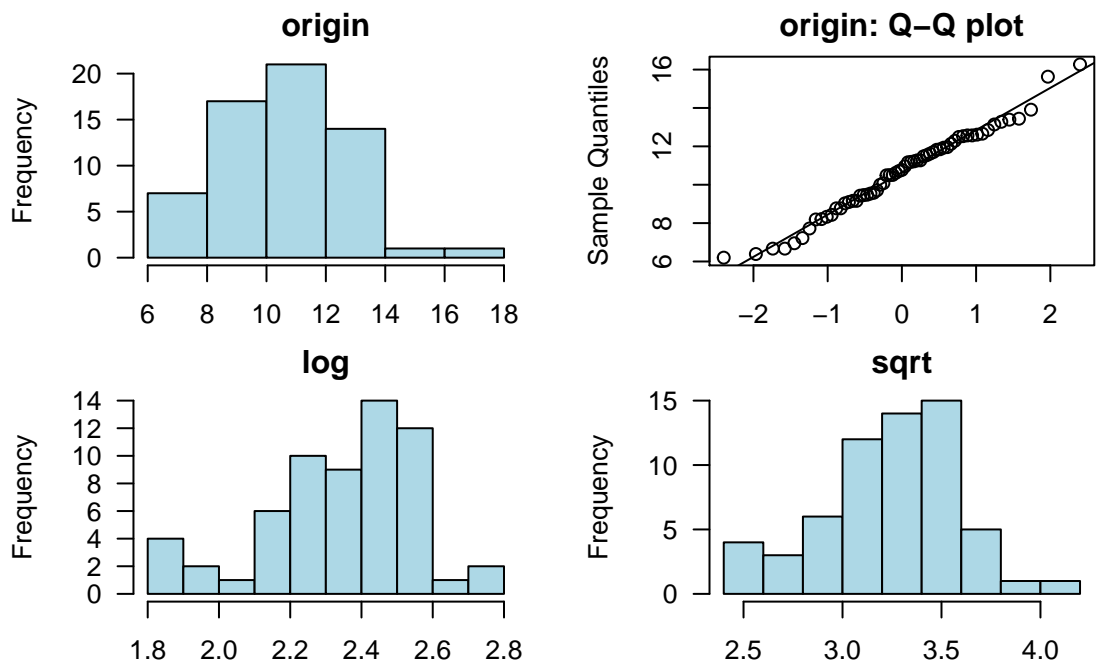 origin
Frequency
20
15
10
5
0
6 8 10 12 14 16 18
origin: Q−Q plot
Sample Quantiles
16
12
8
6
−2 −1 0 1 2
log
Frequency
14
12
10
8
6
4
2
0
1.8 2.0 2.2 2.4 2.6 2.8
sqrt
Frequency
15
10
5
0
2.5 3.0 3.5 4.0